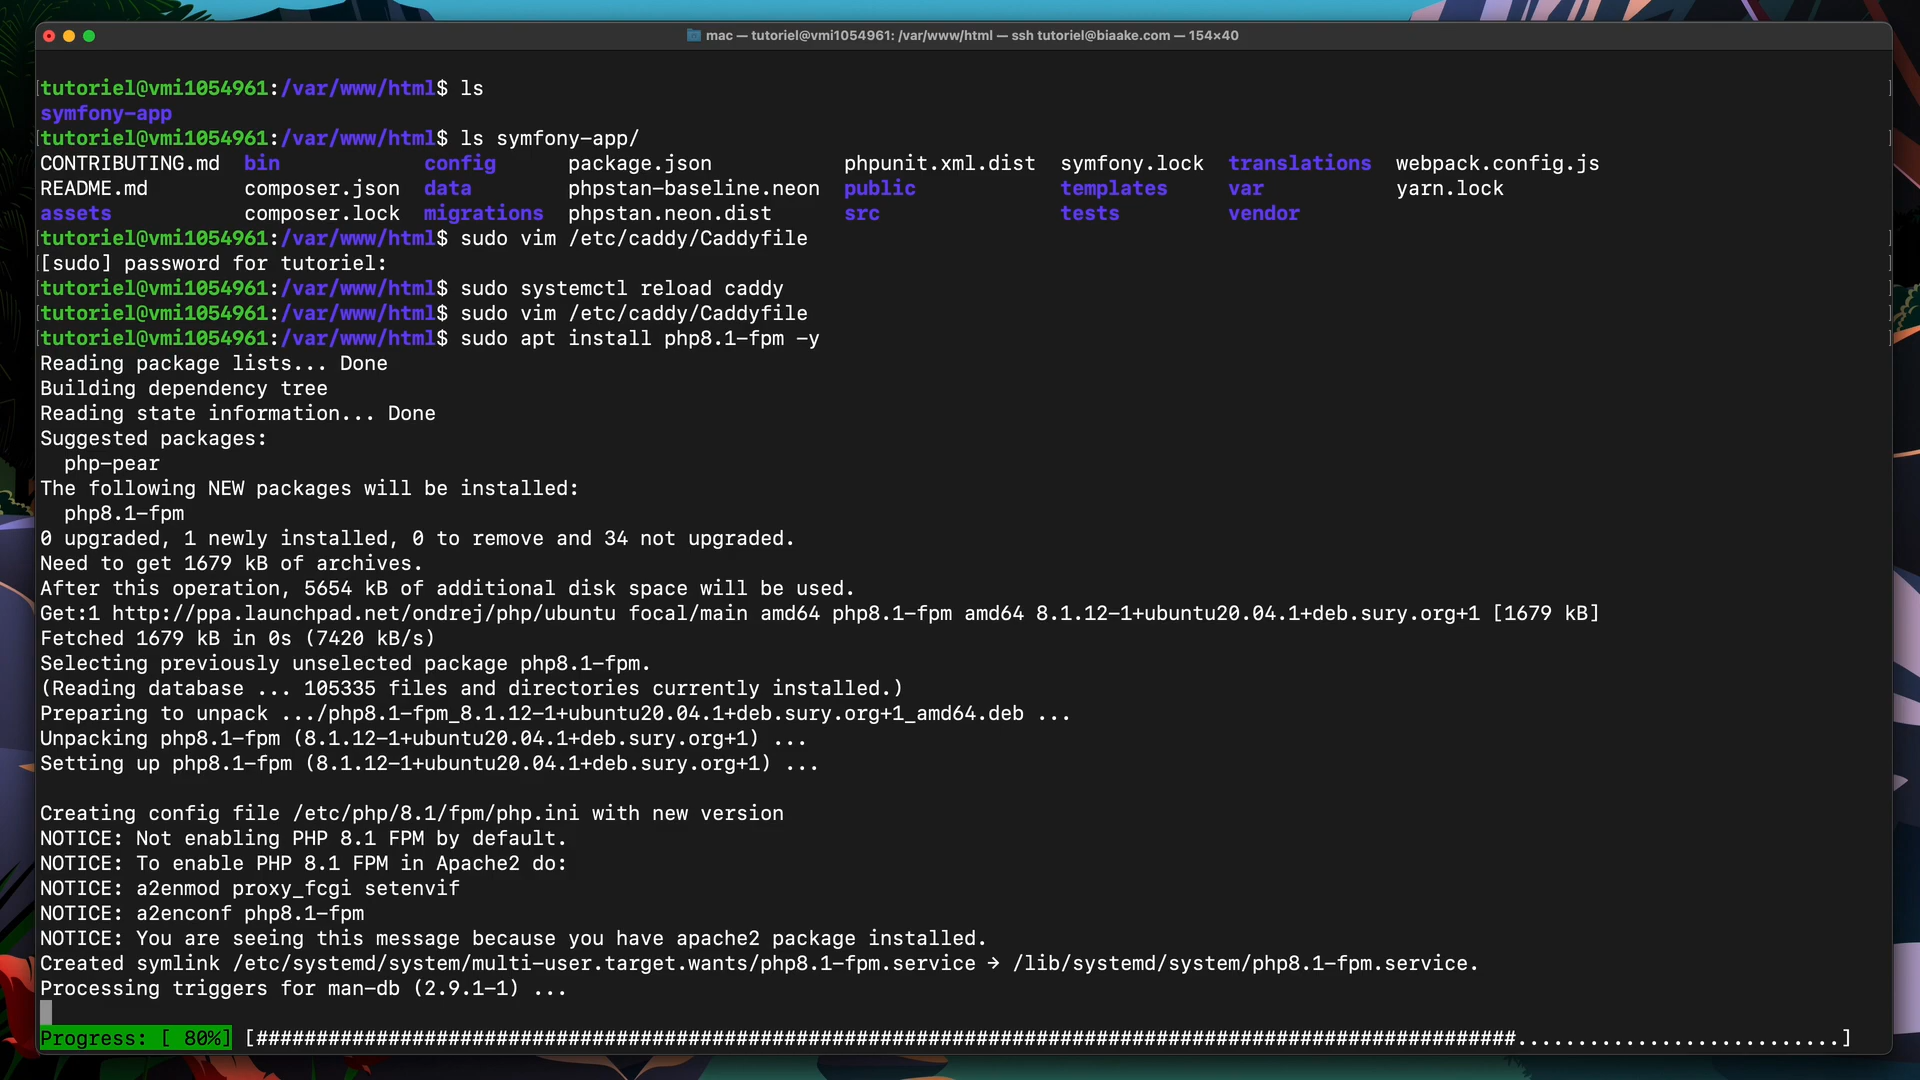 mac — tutoriel@vmi1054961: /var/www/html — ssh tutoriel@biaake.com — 154×40
tutoriel@vmi1054961:/var/www/html$ ls
symfony-app
tutoriel@vmi1054961:/var/www/html$ ls symfony-app/
CONTRIBUTING.md  bin            config      package.json           phpunit.xml.dist  symfony.lock  translations  webpack.config.js
README.md        composer.json  data        phpstan-baseline.neon  public            templates     var           yarn.lock
assets           composer.lock  migrations  phpstan.neon.dist      src               tests         vendor
tutoriel@vmi1054961:/var/www/html$ sudo vim /etc/caddy/Caddyfile
[sudo] password for tutoriel:
tutoriel@vmi1054961:/var/www/html$ sudo systemctl reload caddy
tutoriel@vmi1054961:/var/www/html$ sudo vim /etc/caddy/Caddyfile
tutoriel@vmi1054961:/var/www/html$ sudo apt install php8.1-fpm -y
Reading package lists... Done
Building dependency tree
Reading state information... Done
Suggested packages:
  php-pear
The following NEW packages will be installed:
  php8.1-fpm
0 upgraded, 1 newly installed, 0 to remove and 34 not upgraded.
Need to get 1679 kB of archives.
After this operation, 5654 kB of additional disk space will be used.
Get:1 http://ppa.launchpad.net/ondrej/php/ubuntu focal/main amd64 php8.1-fpm amd64 8.1.12-1+ubuntu20.04.1+deb.sury.org+1 [1679 kB]
Fetched 1679 kB in 0s (7420 kB/s)
Selecting previously unselected package php8.1-fpm.
(Reading database ... 105335 files and directories currently installed.)
Preparing to unpack .../php8.1-fpm_8.1.12-1+ubuntu20.04.1+deb.sury.org+1_amd64.deb ...
Unpacking php8.1-fpm (8.1.12-1+ubuntu20.04.1+deb.sury.org+1) ...
Setting up php8.1-fpm (8.1.12-1+ubuntu20.04.1+deb.sury.org+1) ...
Creating config file /etc/php/8.1/fpm/php.ini with new version
NOTICE: Not enabling PHP 8.1 FPM by default.
NOTICE: To enable PHP 8.1 FPM in Apache2 do:
NOTICE: a2enmod proxy_fcgi setenvif
NOTICE: a2enconf php8.1-fpm
NOTICE: You are seeing this message because you have apache2 package installed.
Created symlink /etc/systemd/system/multi-user.target.wants/php8.1-fpm.service → /lib/systemd/system/php8.1-fpm.service.
Processing triggers for man-db (2.9.1-1) ...
Progress: [ 80%] [#########################################################################################################...........................]